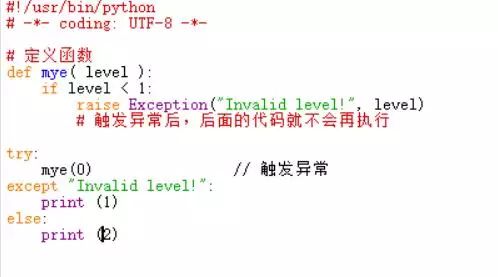 #!/usr/bin/python
# -*- coding: UTF-8 -*-
# 定义函数
def mye( level ):
if level < 1:
raise Exception("Invalid level!", level)
# 触发异常后，后面的代码就不会再执行
try:
mye(0) // 触发异常
except "Invalid level!":
print (1)
else:
print (2)